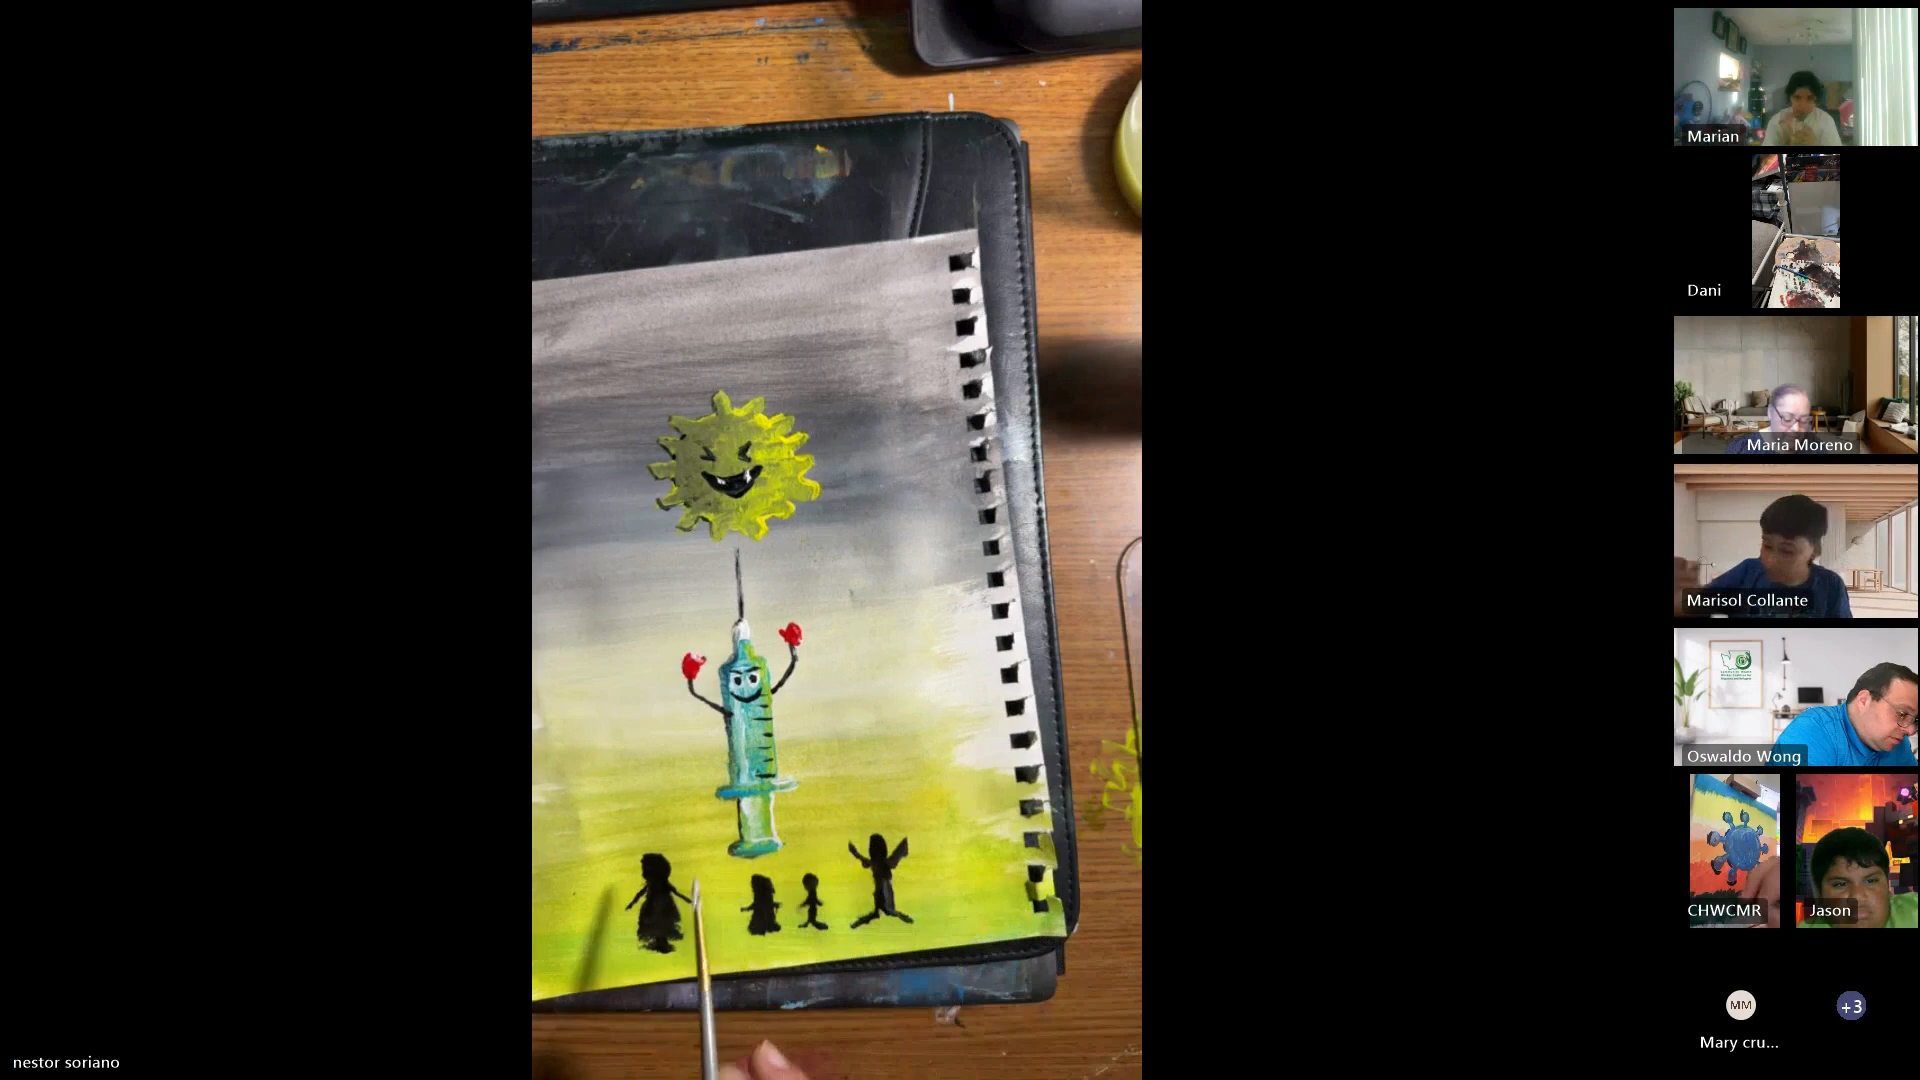 Marian
Dani
Maria Moreno
Marisol Collante
Oswaldo Wong
CHWCMR
Jason
MM
+3
Mary cru...
nestor soriano